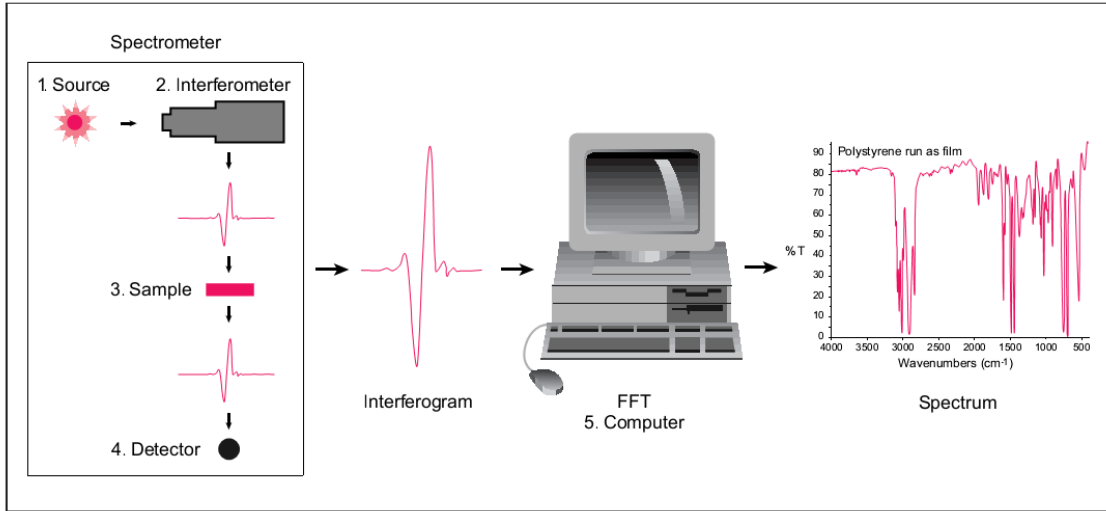 Spectrometer
1. Source
2. Interferometer
3. Sample
4. Detector
Interferogram
FFT
5. Computer
Polystyrene run as film
%T
90
80
70
60
50
40
30
20
10
0
4000 3500 3000 2500 2000 1500 1000 500
Wavenumbers (cm-1)
Spectrum